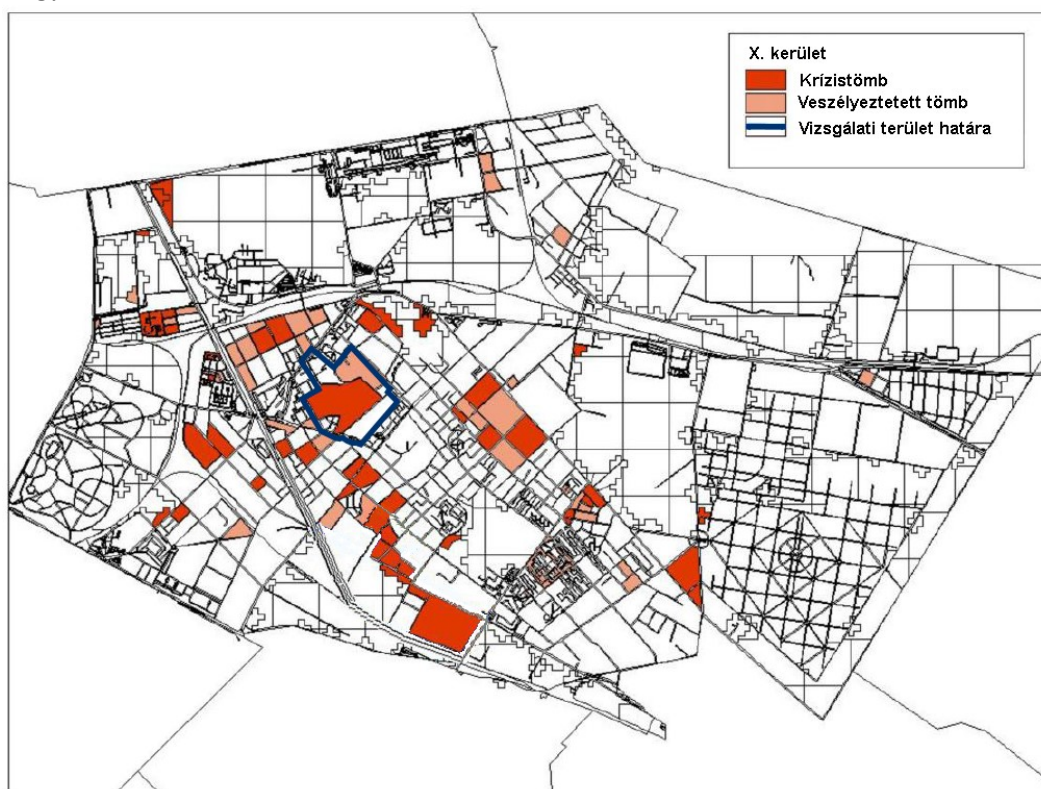 X. kerület
Krízistömb
Veszélyeztetett tömb
Vizsgálati terület határa